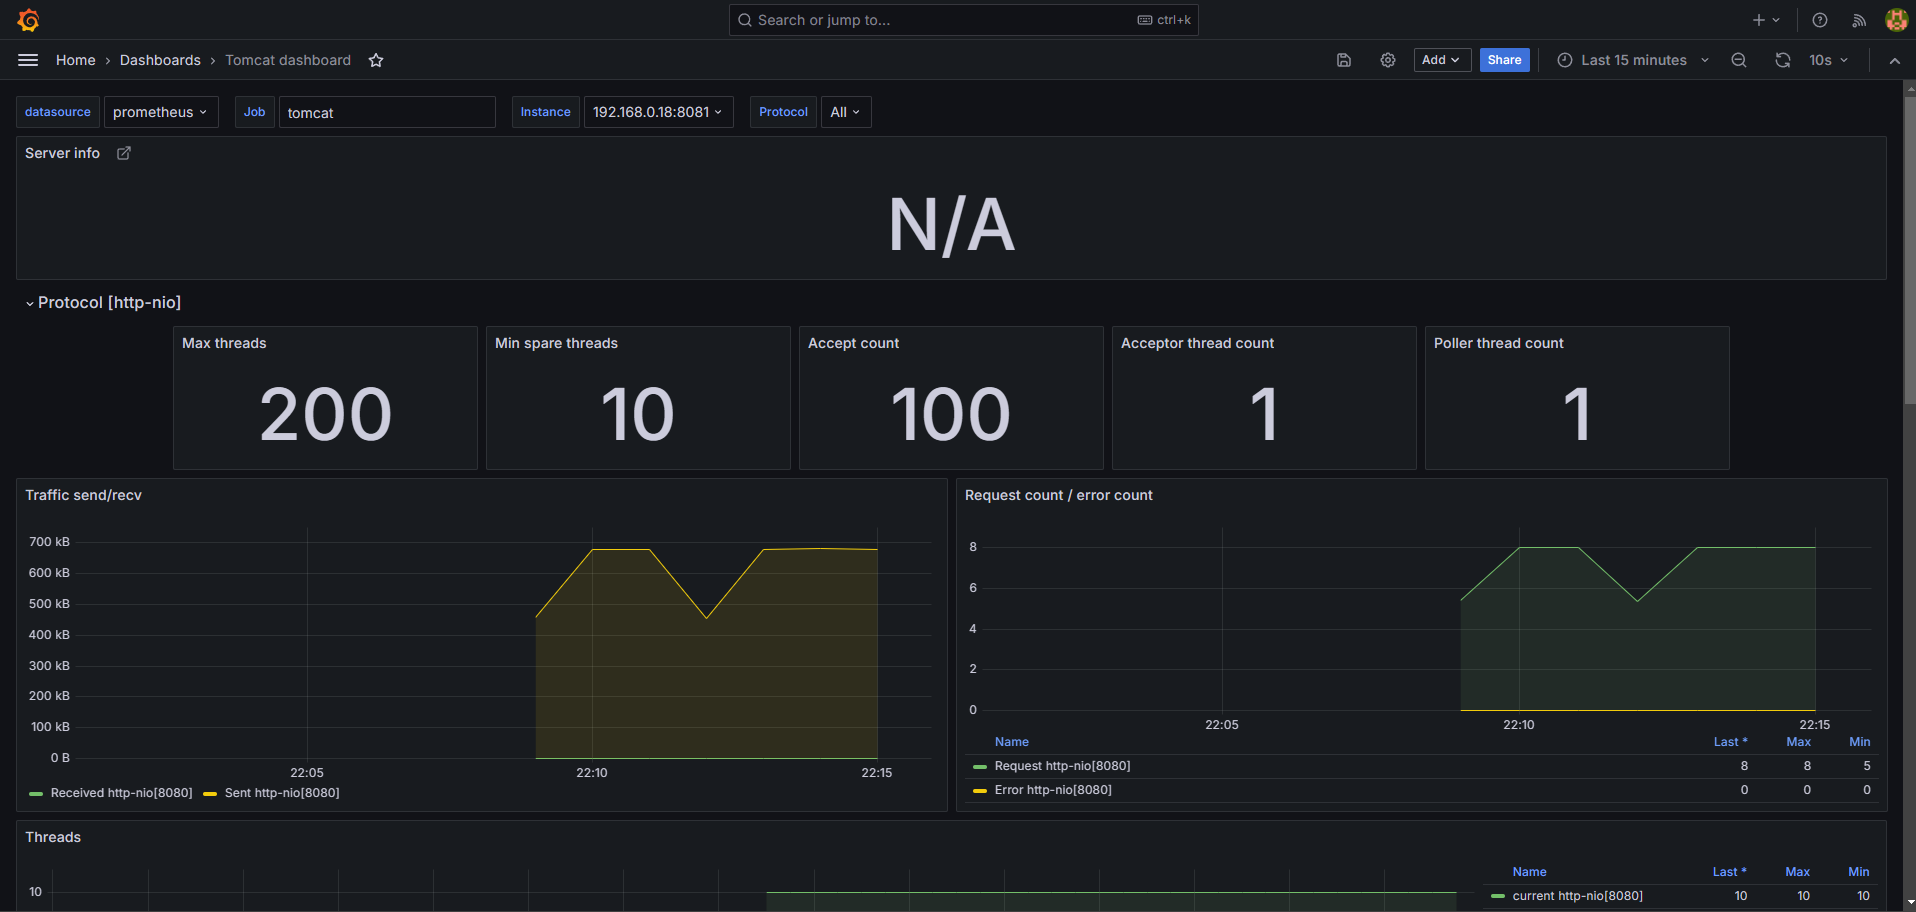 Search or jump to... ctrl+k
Home › Dashboards › Tomcat dashboard
Add Share Last 15 minutes 10s
datasource prometheus Job tomcat Instance 192.168.0.18:8081 Protocol All
Server info
N/A
Protocol [http-nio]
Max threads
200
Min spare threads
10
Accept count
100
Acceptor thread count
1
Poller thread count
1
Traffic send/recv
700 kB
600 kB
500 kB
400 kB
300 kB
200 kB
100 kB
0 B
22:05 22:10 22:15
Received http-nio[8080] Sent http-nio[8080]
Request count / error count
8
6
4
2
0
22:05 22:10 22:15
Name Last * Max Min
Request http-nio[8080] 8 8 5
Error http-nio[8080] 0 0 0
Threads
10
Name Last * Max Min
current http-nio[8080] 10 10 10